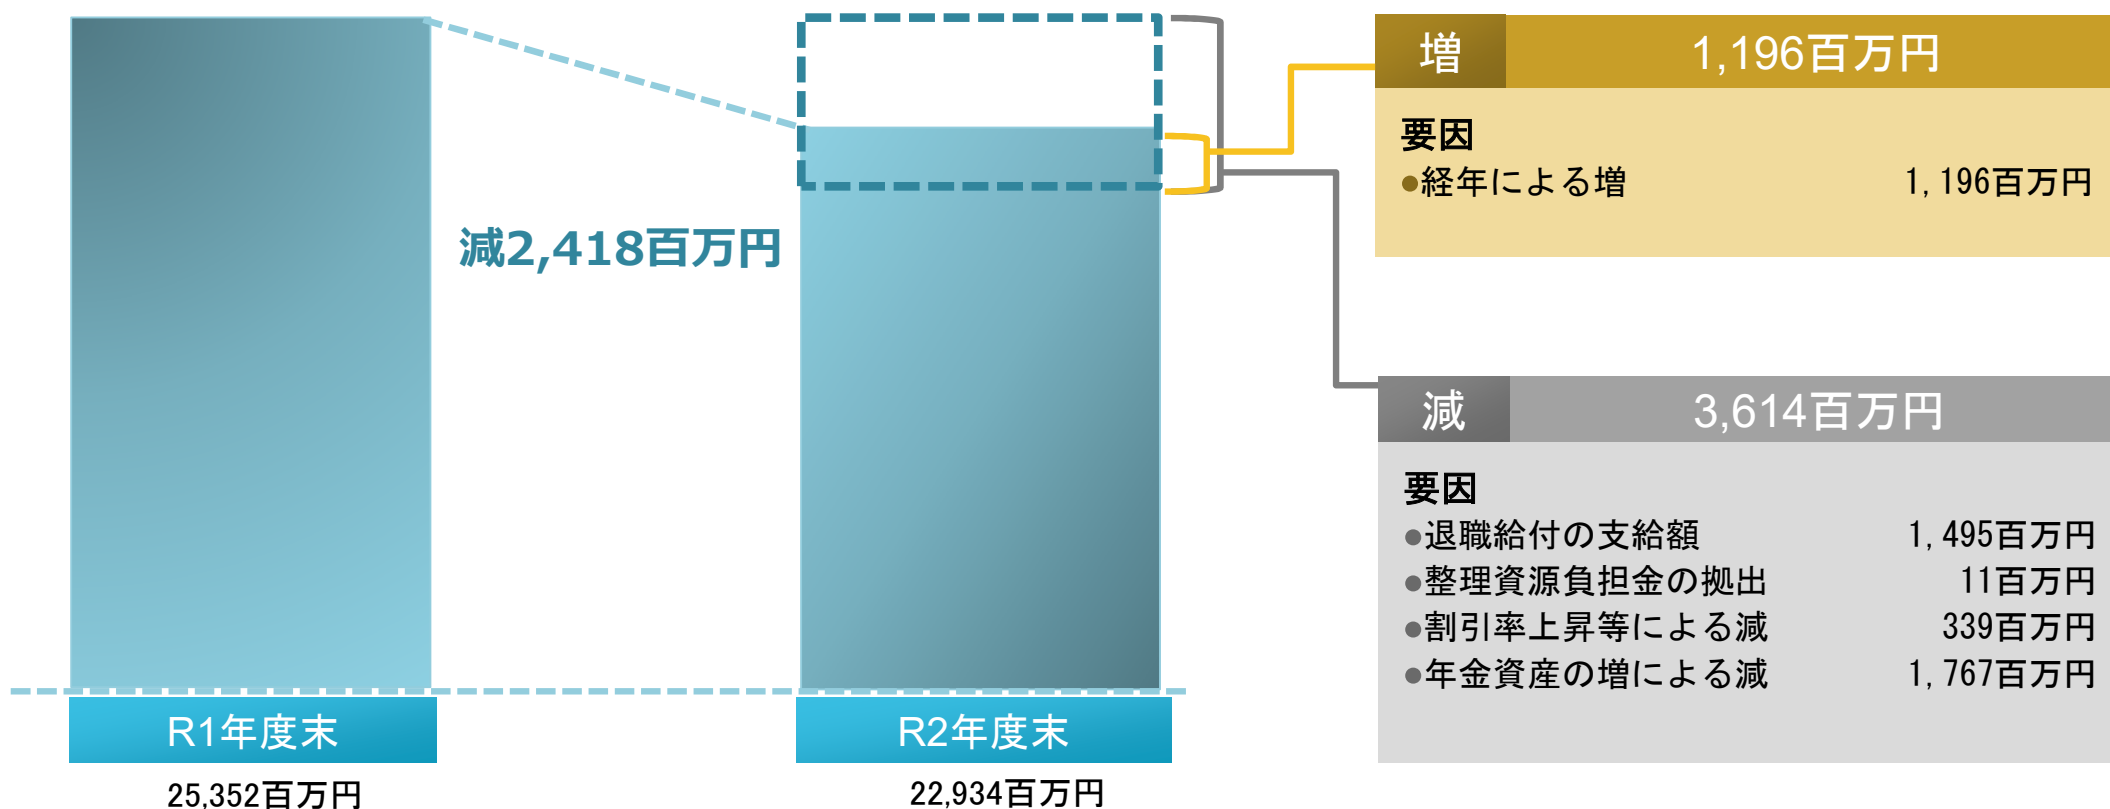 減2,418百万円
R1年度末
25,352百万円
R2年度末
22,934百万円
増 1,196百万円
要因
●経年による増 1,196百万円
減 3,614百万円
要因
●退職給付の支給額 1,495百万円
●整理資源負担金の拠出 11百万円
●割引率上昇等による減 339百万円
●年金資産の増による減 1,767百万円